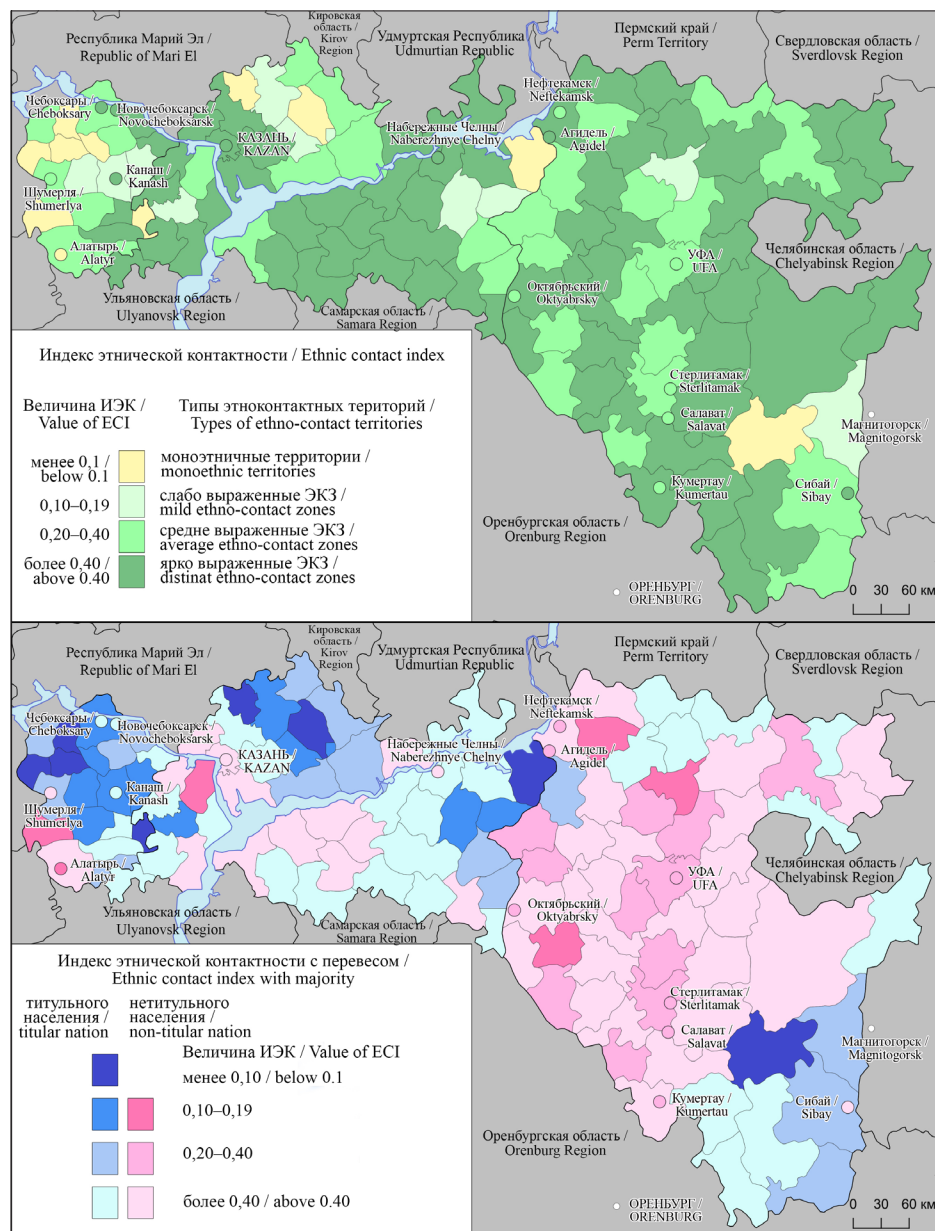 Республика Марий Эл /
Republic of Mari El
Кировская
область /
Kirov
Region
Удмуртская Республика
Udmurtian Republic
Пермский край /
Perm Territory
Свердловская область /
Sverdlovsk Region
Чебоксары /
Cheboksary
Новочебоксарск /
Novocheboksarsk
КАЗАНЬ /
KAZAN
Набережные Челны /
Naberezhnye Chelny
Нефтекамск /
Neftekamsk
Агидель /
Agidel
Канаш /
Kanash
Шумерля /
Shumerlya
Алатырь /
Alatyr
УФА /
UFA
Челябинская область /
Chelyabinsk Region
Октябрьский /
Oktyabrsky
Ульяновская область /
Ulyanovsk Region
Самарская область /
Samara Region
Стерлитамак /
Sterlitamak
Салават /
Salavat
Магнитогорск /
Magnitogorsk
Кумертау /
Kumertau
Сибай /
Sibay
Оренбургская область /
Orenburg Region
ОРЕНБУРГ /
ORENBURG
0 30 60 км
Индекс этнической контактности / Ethnic contact index
Величина ИЭК /
Value of ECI
Типы этноконтактных територий /
Types of ethno-contact territories
менее 0,1 /
below 0.1
моноэтничные территории /
monoethnic territories
0,10–0,19
слабо выраженные ЭКЗ /
mild ethno-contact zones
0,20–0,40
средне выраженные ЭКЗ /
average ethno-contact zones
более 0,40 /
above 0.40
ярко выраженные ЭКЗ /
distinat ethno-contact zones
Республика Марий Эл /
Republic of Mari El
Кировская
область /
Kirov
Region
Удмуртская Республика
Udmurtian Republic
Пермский край /
Perm Territory
Свердловская область /
Sverdlovsk Region
Чебоксары /
Cheboksary
Новочебоксарск /
Novocheboksarsk
КАЗАНЬ /
KAZAN
Набережные Челны /
Naberezhnye Chelny
Нефтекамск /
Neftekamsk
Агидель /
Agidel
Канаш /
Kanash
Шумерля /
Shumerlya
Алатырь /
Alatyr
УФА /
UFA
Челябинская область /
Chelyabinsk Region
Октябрьский /
Oktyabrsky
Ульяновская область /
Ulyanovsk Region
Самарская область /
Samara Region
Стерлитамак /
Sterlitamak
Салават /
Salavat
Магнитогорск /
Magnitogorsk
Кумертау /
Kumertau
Сибай /
Sibay
Оренбургская область /
Orenburg Region
ОРЕНБУРГ /
ORENBURG
0 30 60 км
Индекс этнической контактности с перевесом /
Ethnic contact index with majority
титульного
населения /
titular nation
нетитульного
населения /
non-titular nation
Величина ИЭК / Value of ECI
менее 0,10 / below 0.1
0,10–0,19
0,20–0,40
более 0,40 / above 0.40